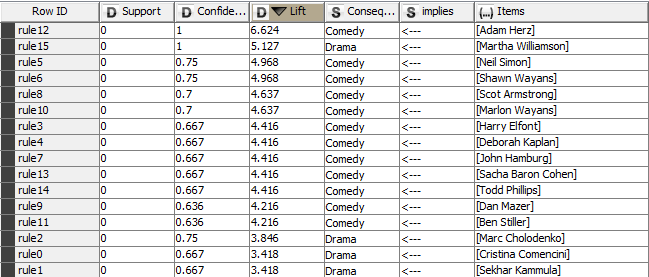 Row ID D Support D Confide... D Lift S Conseq... S implies {...} Items
rule12 0 1 6.624 Comedy <--- [Adam Herz]
rule15 0 1 5.127 Drama <--- [Martha Williamson]
rule5 0 0.75 4.968 Comedy <--- [Neil Simon]
rule6 0 0.75 4.968 Comedy <--- [Shawn Wayans]
rule8 0 0.7 4.637 Comedy <--- [Scot Armstrong]
rule10 0 0.7 4.637 Comedy <--- [Marlon Wayans]
rule3 0 0.667 4.416 Comedy <--- [Harry Elfont]
rule4 0 0.667 4.416 Comedy <--- [Deborah Kaplan]
rule7 0 0.667 4.416 Comedy <--- [John Hamburg]
rule13 0 0.667 4.416 Comedy <--- [Sacha Baron Cohen]
rule14 0 0.667 4.416 Comedy <--- [Todd Phillips]
rule9 0 0.636 4.216 Comedy <--- [Dan Mazer]
rule11 0 0.636 4.216 Comedy <--- [Ben Stiller]
rule2 0 0.75 3.846 Drama <--- [Marc Cholodenko]
rule0 0 0.667 3.418 Drama <--- [Cristina Comencini]
rule1 0 0.667 3.418 Drama <--- [Sekhar Kammula]